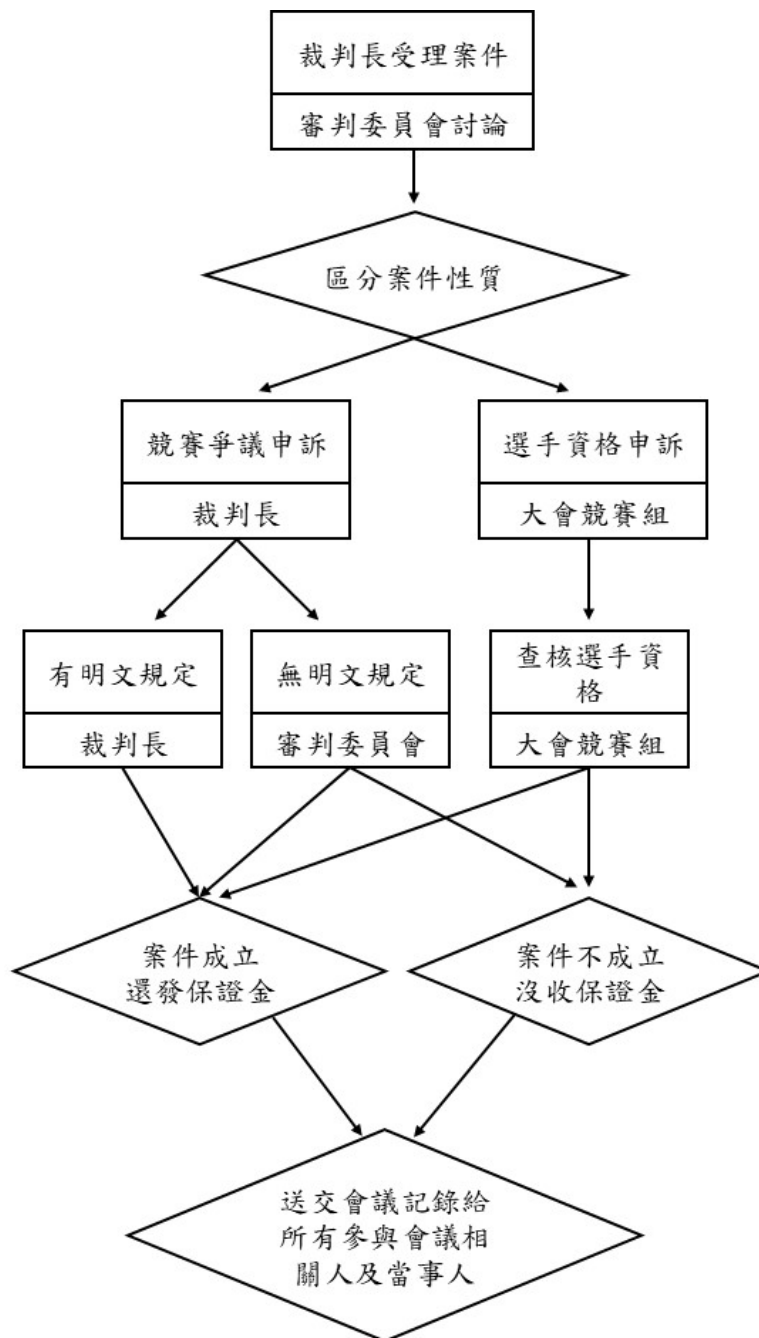 裁判長受理案件
審判委員會討論
區分案件性質
競賽爭議申訴
裁判長
選手資格申訴
大會競賽組
有明文規定
裁判長
無明文規定
審判委員會
查核選手資
格
大會競賽組
案件成立
還發保證金
案件不成立
沒收保證金
送交會議記錄給
所有參與會議相
關人及當事人